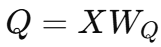 Q = XW_Q